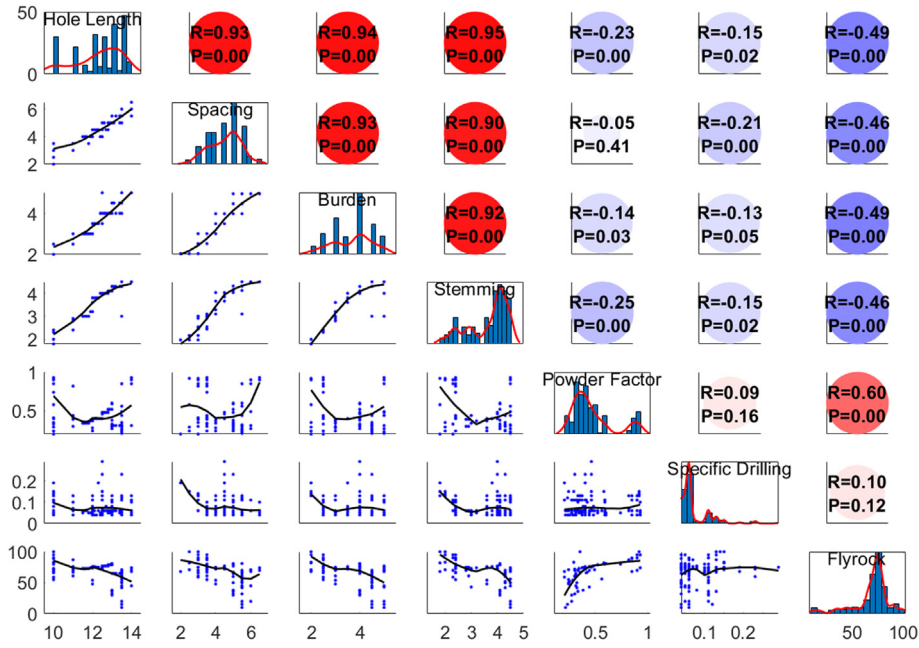 50
0
Hole Length
R=0.93
P=0.00
R=0.94
P=0.00
R=0.95
P=0.00
R=-0.23
P=0.00
R=-0.15
P=0.02
R=-0.49
P=0.00
6
4
2
Spacing
R=0.93
P=0.00
R=0.90
P=0.00
R=-0.05
P=0.41
R=-0.21
P=0.00
R=-0.46
P=0.00
4
2
Burden
R=0.92
P=0.00
R=-0.14
P=0.03
R=-0.13
P=0.05
R=-0.49
P=0.00
4
3
2
Stemming
R=-0.25
P=0.00
R=-0.15
P=0.02
R=-0.46
P=0.00
1
0.5
Powder Factor
R=0.09
P=0.16
R=0.60
P=0.00
0.2
0.1
0
Specific Drilling
R=0.10
P=0.12
100
50
0
Flyrock
10 12 14
2 4 6
2 4
2 3 4 5
0.5 1
0.1 0.2
50 100